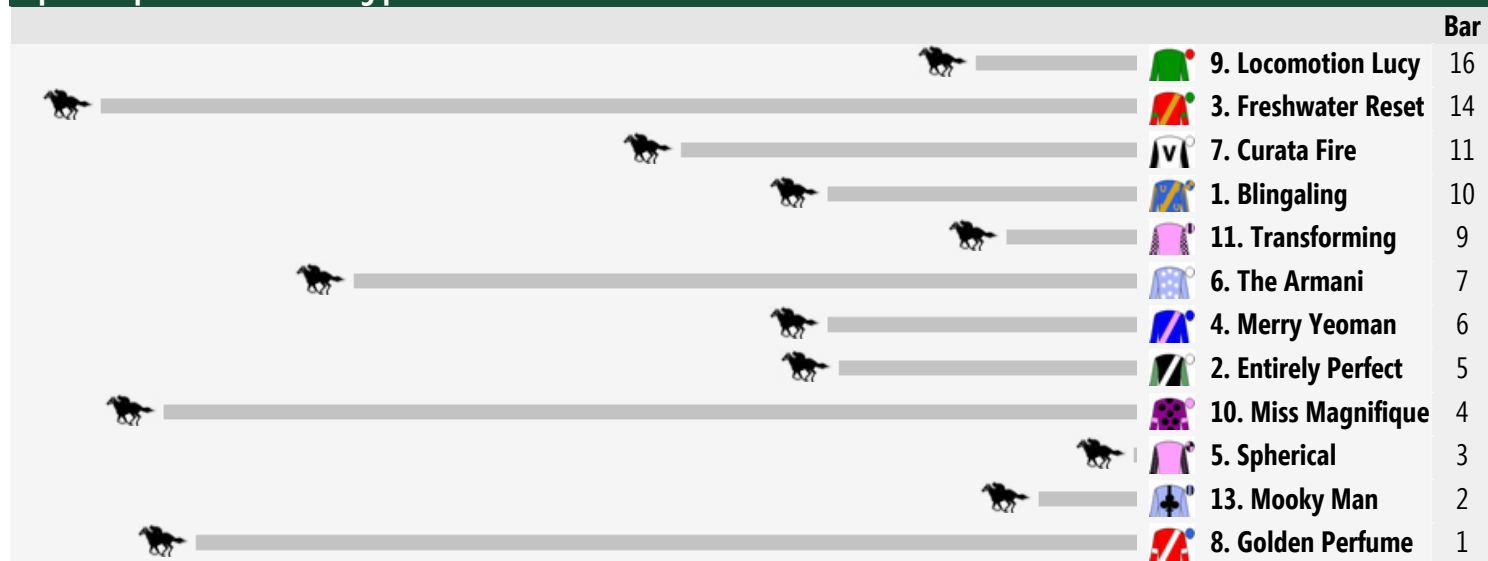 Bar
9. Locomotion Lucy 16
3. Freshwater Reset 14
7. Curata Fire 11
1. Blingaling 10
11. Transforming 9
6. The Armani 7
4. Merry Yeoman 6
2. Entirely Perfect 5
10. Miss Magnifique 4
5. Spherical 3
13. Mooky Man 2
8. Golden Perfume 1